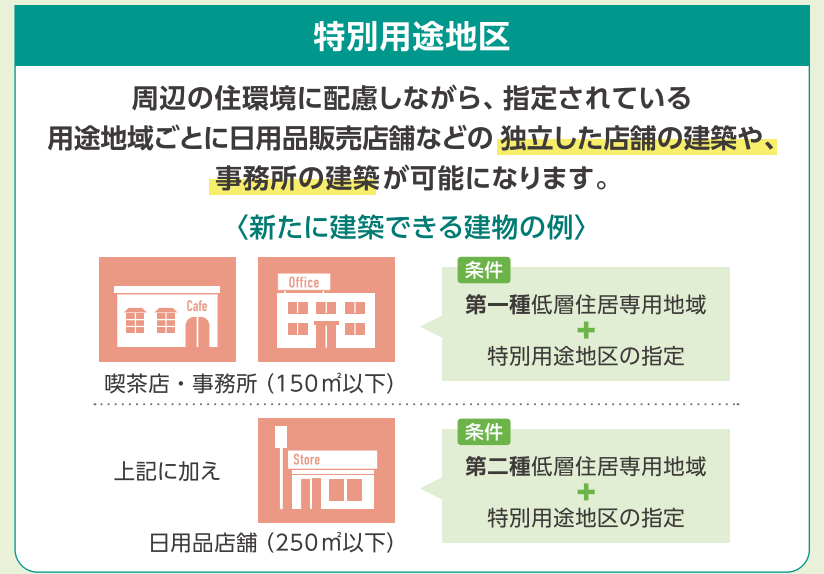 特別用途地区
周辺の住環境に配慮しながら、指定されている
用途地域ごとに日用品販売店舗などの独立した店舗の建築や、
事務所の建築が可能になります。
〈新たに建築できる建物の例〉
Cafe
Office
喫茶店・事務所（150㎡以下）
条件
第一種低層住居専用地域
+
特別用途地区の指定
上記に加え
Store
日用品店舗（250㎡以下）
条件
第二種低層住居専用地域
+
特別用途地区の指定